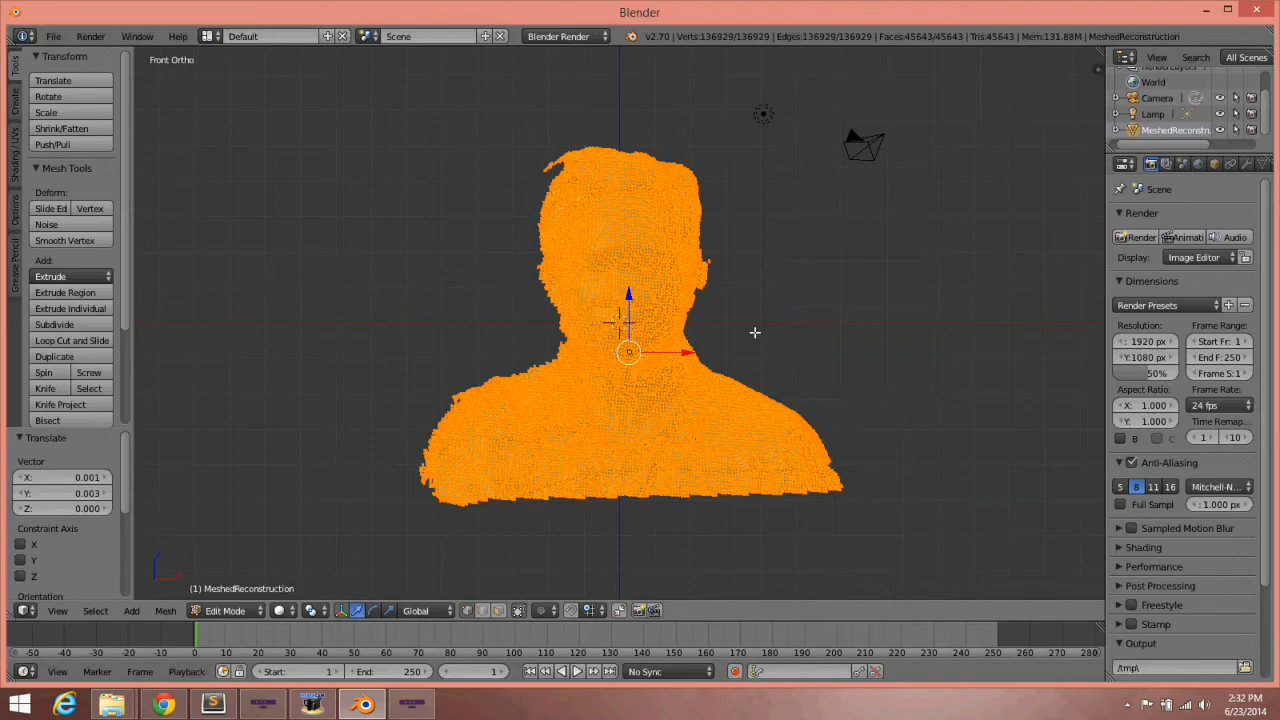 Blender
File Render Window Help Default Scene Blender Render v2.70 | Verts:136929/136929 | Edges:136929/136929 | Faces:45643/45643 | Tris:45643 | Mem:131.88M | MeshedReconstruction
View Search All Scenes
World
Camera
Lamp
MeshedReconstru
Tools
Create
Shading / UVs
Options
Grease Pencil
Transform
Translate
Rotate
Scale
Shrink/Fatten
Push/Pull
Mesh Tools
Deform:
Slide Ed Vertex
Noise
Smooth Vertex
Add:
Extrude
Extrude Region
Extrude Individual
Subdivide
Loop Cut and Slide
Duplicate
Spin Screw
Knife Select
Knife Project
Bisect
Translate
Vector
X: 0.001
Y: 0.003
Z: 0.000
Constraint Axis
X
Y
Z
Orientation
Front Ortho
(1) MeshedReconstruction
Scene
Render
Render Animati Audio
Display: Image Editor
Dimensions
Render Presets
Resolution: Frame Range:
: 1920 px Start Fr: 1
Y:1080 px End F: 250
50% Frame S:1
Aspect Ratio: Frame Rate:
X: 1.000 24 fps
Y: 1.000 Time Remap...
B C 1 10
Anti-Aliasing
5 8 11 16 Mitchell-N...
Full Sampl : 1.000 px
Sampled Motion Blur
Shading
Performance
Post Processing
Freestyle
Stamp
Output
/tmp\
View Select Add Mesh Edit Mode Global
-50 -40 -30 -20 -10 0 10 20 30 40 50 60 70 80 90 100 110 120 130 140 150 160 170 180 190 200 210 220 230 240 250 260 270 280
View Marker Frame Playback Start: 1 End: 250 1 No Sync
2:32 PM
6/23/2014